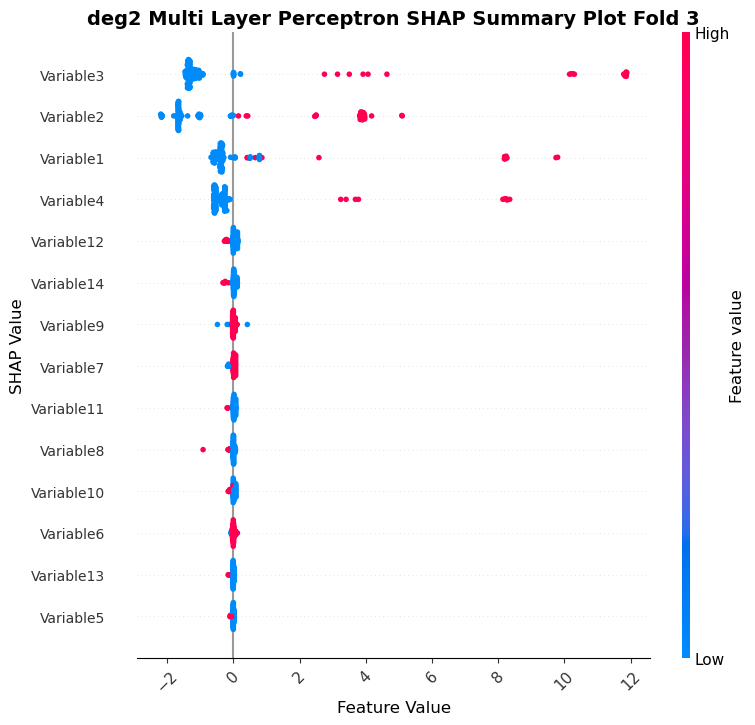 deg2 Multi Layer Perceptron SHAP Summary Plot Fold 3
High
Variable3
Variable2
Variable1
Variable4
Variable12
Variable14
Variable9
Variable7
Variable11
Variable8
Variable10
Variable6
Variable13
Variable5
SHAP Value
Feature value
Low
−2 0 2 4 6 8 10 12
Feature Value